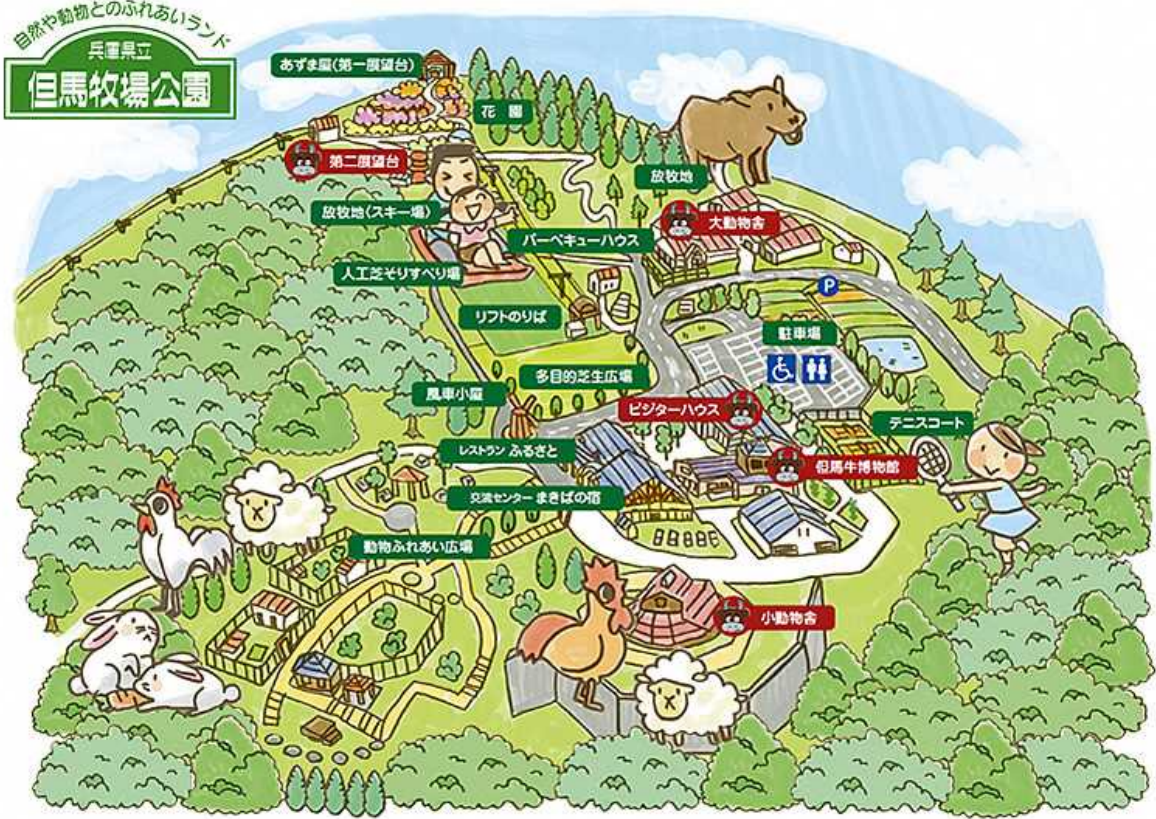 自然や動物とのふれあいランド
兵庫県立
但馬牧場公園
あずま屋(第一展望台)
花園
第二展望台
放牧地
放牧地(スキー場)
大動物舎
バーベキューハウス
人工芝そりすべり場
P
リフトのりば
駐車場
多目的芝生広場
風車小屋
ビジターハウス
テニスコート
レストラン ふるさと
但馬牛博物館
交流センター まきばの宿
動物ふれあい広場
小動物舎